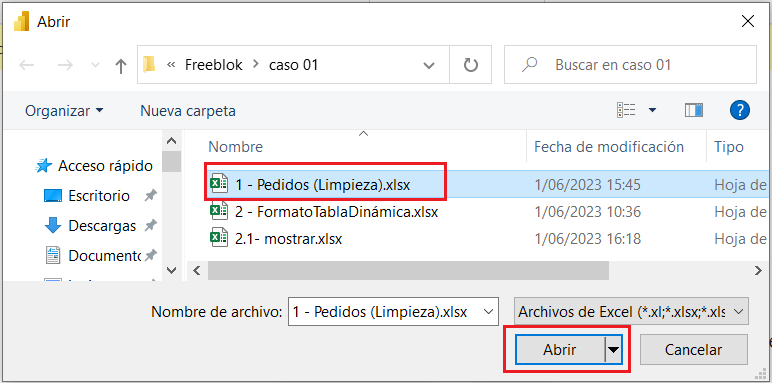 Abrir
« Freeblok > caso 01
Buscar en caso 01
Organizar Nueva carpeta
?
Nombre Fecha de modificación Tipo
Acceso rápido
Escritorio
Descargas
Documento
1 - Pedidos (Limpieza).xlsx 1/06/2023 15:45 Hoja de
2 - FormatoTablaDinámica.xlsx 1/06/2023 10:36 Hoja de
2.1- mostrar.xlsx 1/06/2023 16:18 Hoja de
Nombre de archivo: 1 - Pedidos (Limpieza).xlsx Archivos de Excel (*.xl;*.xlsx;*.xls
Abrir Cancelar